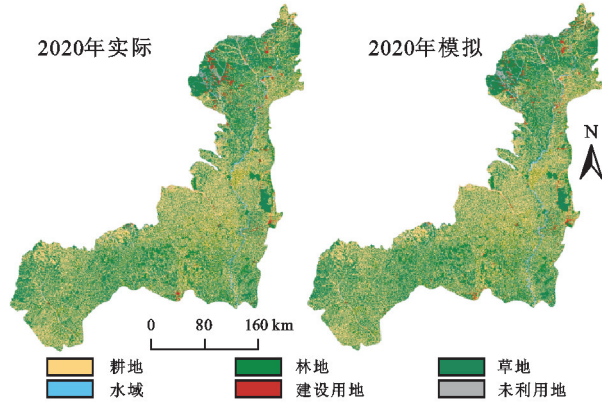 2020年实际
2020年模拟
N
0 80 160 km
耕地 林地 草地
水域 建设用地 未利用地